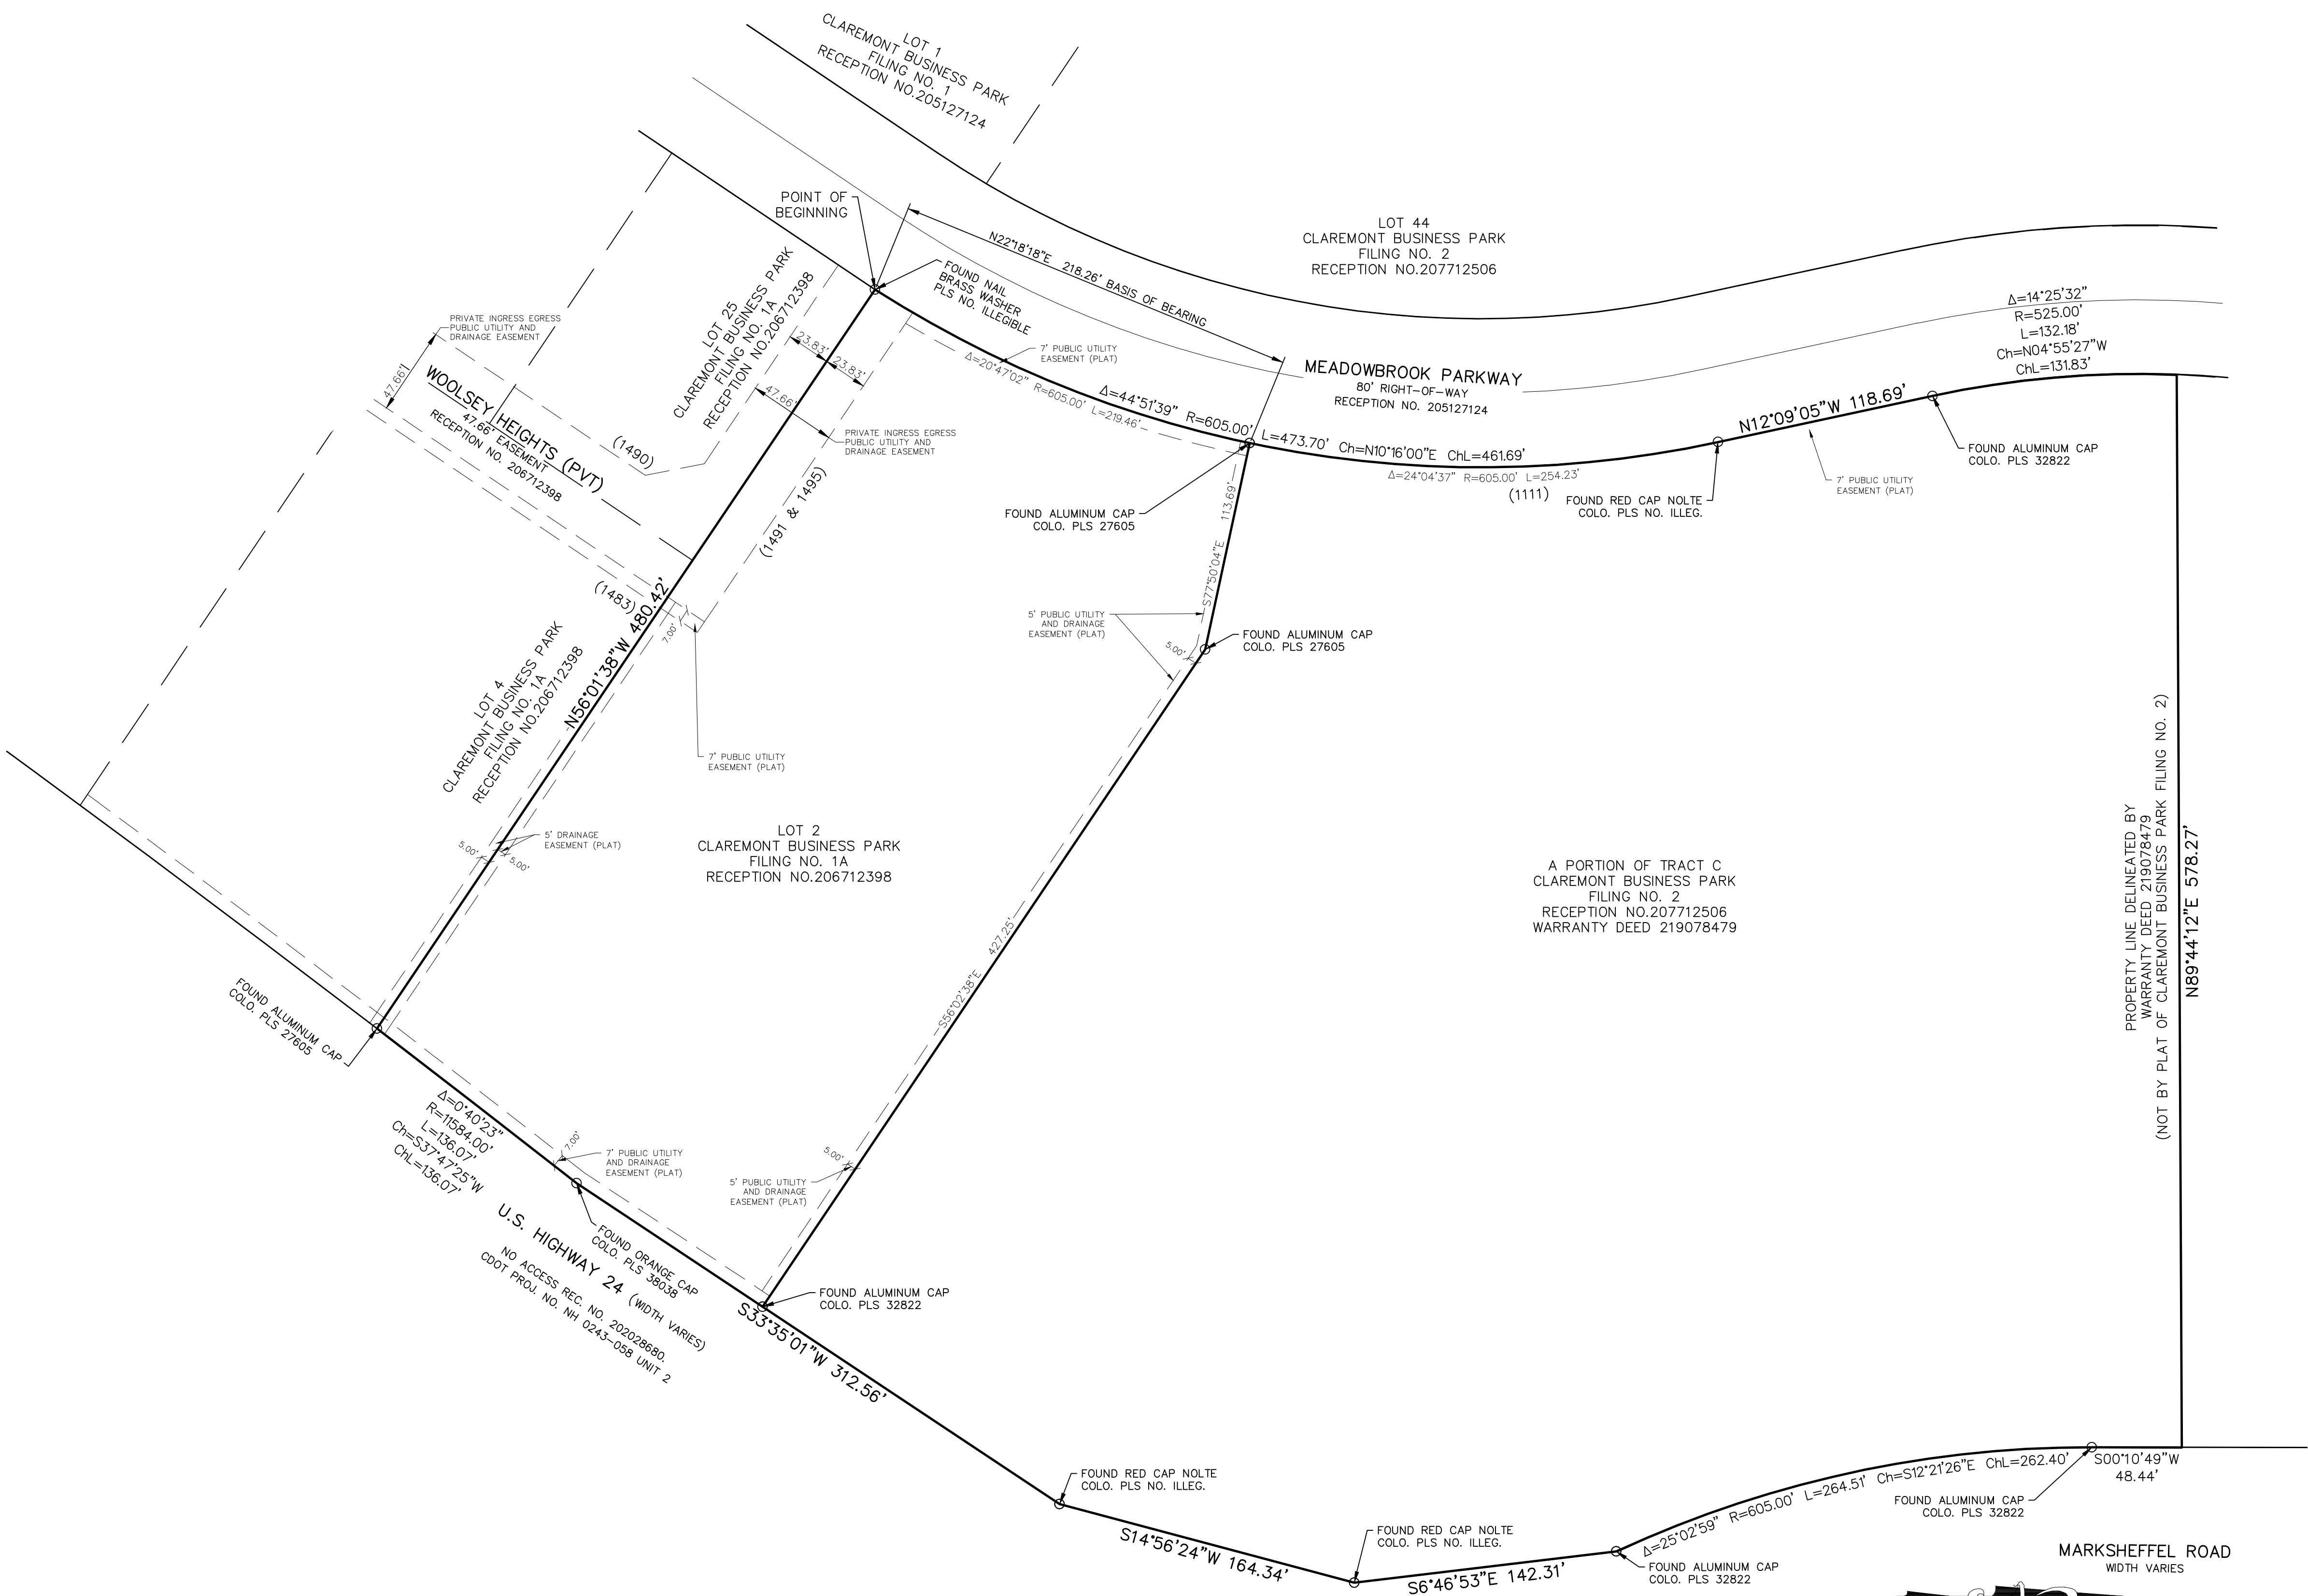 LOT 1
CLAREMONT BUSINESS PARK
FILING NO. 1
RECEPTION NO.205127124
POINT OF
BEGINNING
N22°18'18"E 218.26' BASIS OF BEARING
FOUND NAIL
BRASS WASHER
PLS NO. ILLEGIBLE
LOT 44
CLAREMONT BUSINESS PARK
FILING NO. 2
RECEPTION NO.207712506
Δ=14°25'32"
R=525.00'
L=132.18'
Ch=N04°55'27"W
ChL=131.83'
PRIVATE INGRESS EGRESS
PUBLIC UTILITY AND
DRAINAGE EASEMENT
47.66'
WOOLSEY HEIGHTS (PVT)
47.66' EASEMENT
RECEPTION NO. 206712398
(1490)
LOT 25
CLAREMONT BUSINESS PARK
FILING NO. 1A
RECEPTION NO.206712398
23.83'
23.83'
47.66'
PRIVATE INGRESS EGRESS
PUBLIC UTILITY AND
DRAINAGE EASEMENT
(1491 & 1495)
7' PUBLIC UTILITY
EASEMENT (PLAT)
Δ=20°47'02" R=605.00' L=219.46'
Δ=44°51'39" R=605.00' L=473.70' Ch=N10°16'00"E ChL=461.69'
Δ=24°04'37" R=605.00' L=254.23'
(1111)
MEADOWBROOK PARKWAY
80' RIGHT-OF-WAY
RECEPTION NO. 205127124
N12°09'05"W 118.69'
FOUND ALUMINUM CAP
COLO. PLS 32822
7' PUBLIC UTILITY
EASEMENT (PLAT)
FOUND RED CAP NOLTE
COLO. PLS NO. ILLEG.
FOUND ALUMINUM CAP
COLO. PLS 27605
S77°50'04"E 113.69'
5' PUBLIC UTILITY
AND DRAINAGE
EASEMENT (PLAT)
5.00'
FOUND ALUMINUM CAP
COLO. PLS 27605
(1483)
7.00'
N56°01'38"W 480.42'
LOT 4
CLAREMONT BUSINESS PARK
FILING NO. 1A
RECEPTION NO.206712398
7' PUBLIC UTILITY
EASEMENT (PLAT)
5' DRAINAGE
EASEMENT (PLAT)
5.00'
5.00'
LOT 2
CLAREMONT BUSINESS PARK
FILING NO. 1A
RECEPTION NO.206712398
S56°02'38"E 427.25'
A PORTION OF TRACT C
CLAREMONT BUSINESS PARK
FILING NO. 2
RECEPTION NO.207712506
WARRANTY DEED 219078479
PROPERTY LINE DELINEATED BY
WARRANTY DEED 219078479
(NOT BY PLAT OF CLAREMONT BUSINESS PARK FILING NO. 2)
N89°44'12"E 578.27'
FOUND ALUMINUM CAP
COLO. PLS 27605
Δ=0°40'23"
R=11584.00'
L=136.07'
Ch=S37°47'25"W
ChL=136.07'
7.00'
7' PUBLIC UTILITY
AND DRAINAGE
EASEMENT (PLAT)
5.00'
5' PUBLIC UTILITY
AND DRAINAGE
EASEMENT (PLAT)
U.S. HIGHWAY 24 (WIDTH VARIES)
NO ACCESS REC. NO. 202028680.
CDOT PROJ. NO. NH 0243-058 UNIT 2
FOUND ORANGE CAP
COLO. PLS 38038
FOUND ALUMINUM CAP
COLO. PLS 32822
S33°35'01"W 312.56'
FOUND RED CAP NOLTE
COLO. PLS NO. ILLEG.
S14°56'24"W 164.34'
FOUND RED CAP NOLTE
COLO. PLS NO. ILLEG.
S6°46'53"E 142.31'
FOUND ALUMINUM CAP
COLO. PLS 32822
Δ=25°02'59" R=605.00' L=264.51' Ch=S12°21'26"E ChL=262.40'
FOUND ALUMINUM CAP
COLO. PLS 32822
S00°10'49"W
48.44'
MARKSHEFFEL ROAD
WIDTH VARIES